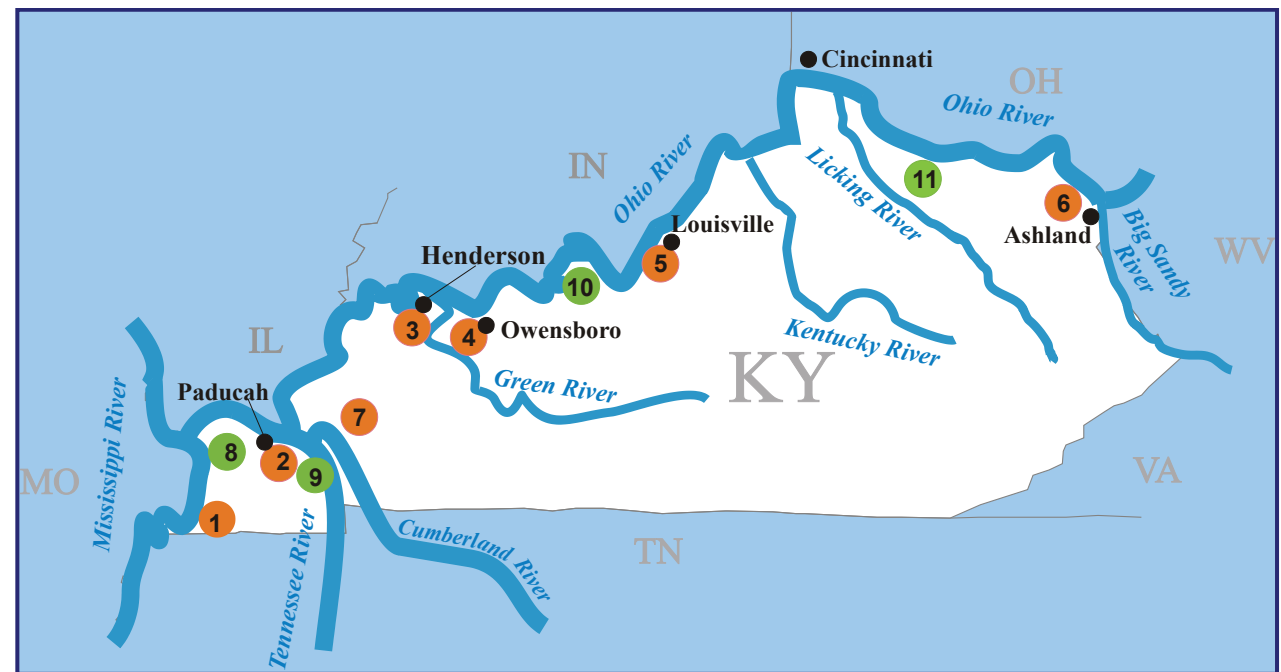 Cincinnati
OH
Ohio River
Licking River
11
6
Ashland
Big Sandy
River
WV
IN
Ohio River
Louisville
5
Henderson
10
3
4
Owensboro
Kentucky River
KY
Green River
IL
Paducah
7
Mississippi River
8
2
9
MO
1
VA
Tennessee River
Cumberland River
TN